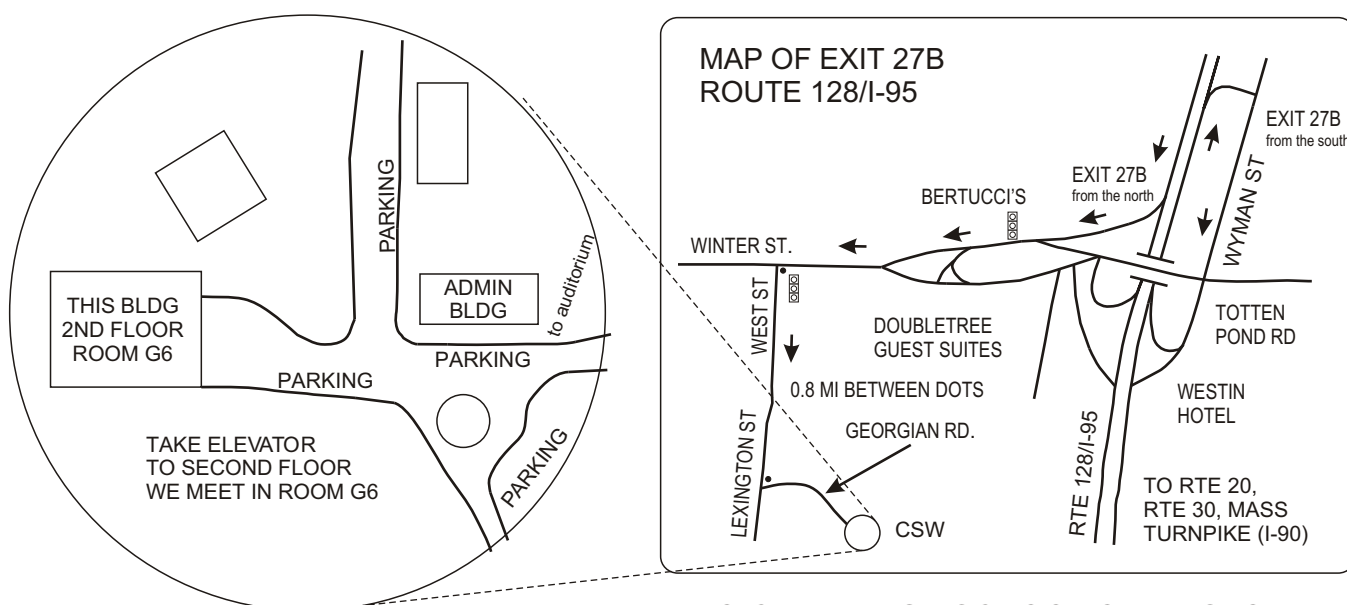 PARKING
to auditorium
THIS BLDG
2ND FLOOR
ROOM G6
ADMIN
BLDG
PARKING
PARKING
TAKE ELEVATOR
TO SECOND FLOOR
WE MEET IN ROOM G6
PARKING
MAP OF EXIT 27B
ROUTE 128/I-95
EXIT 27B
from the south
EXIT 27B
from the north
WYMAN ST
BERTUCCI'S
WINTER ST.
WEST ST
DOUBLETREE
GUEST SUITES
TOTTEN
POND RD
0.8 MI BETWEEN DOTS
WESTIN
HOTEL
GEORGIAN RD.
LEXINGTON ST
RTE 128/I-95
CSW
TO RTE 20,
RTE 30, MASS
TURNPIKE (I-90)